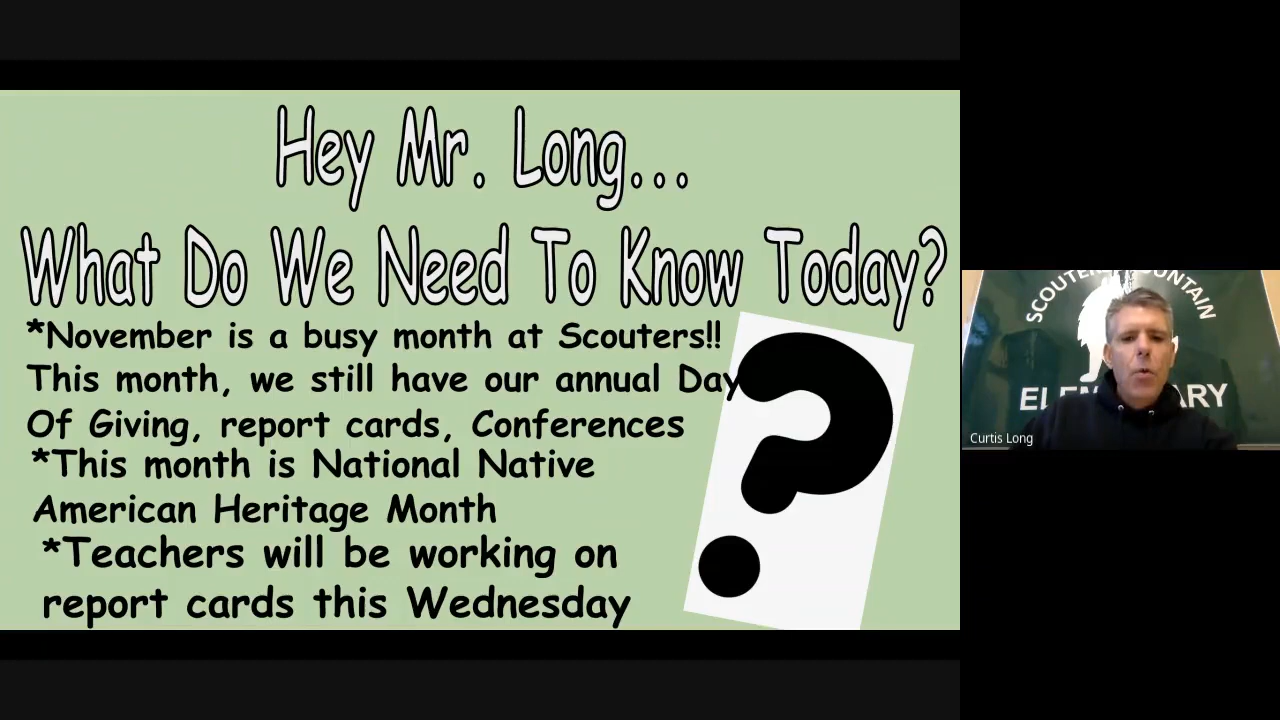 Hey Mr. Long...
What Do We Need To Know Today?
*November is a busy month at Scouters!!
This month, we still have our annual Day
Of Giving, report cards, Conferences
*This month is National Native
American Heritage Month
*Teachers will be working on
report cards this Wednesday
Curtis Long